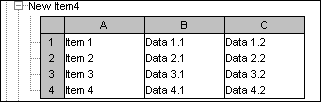 New Item4
A B C
1 Item 1 Data 1.1 Data 1.2
2 Item 2 Data 2.1 Data 2.2
3 Item 3 Data 3.1 Data 3.2
4 Item 4 Data 4.1 Data 4.2